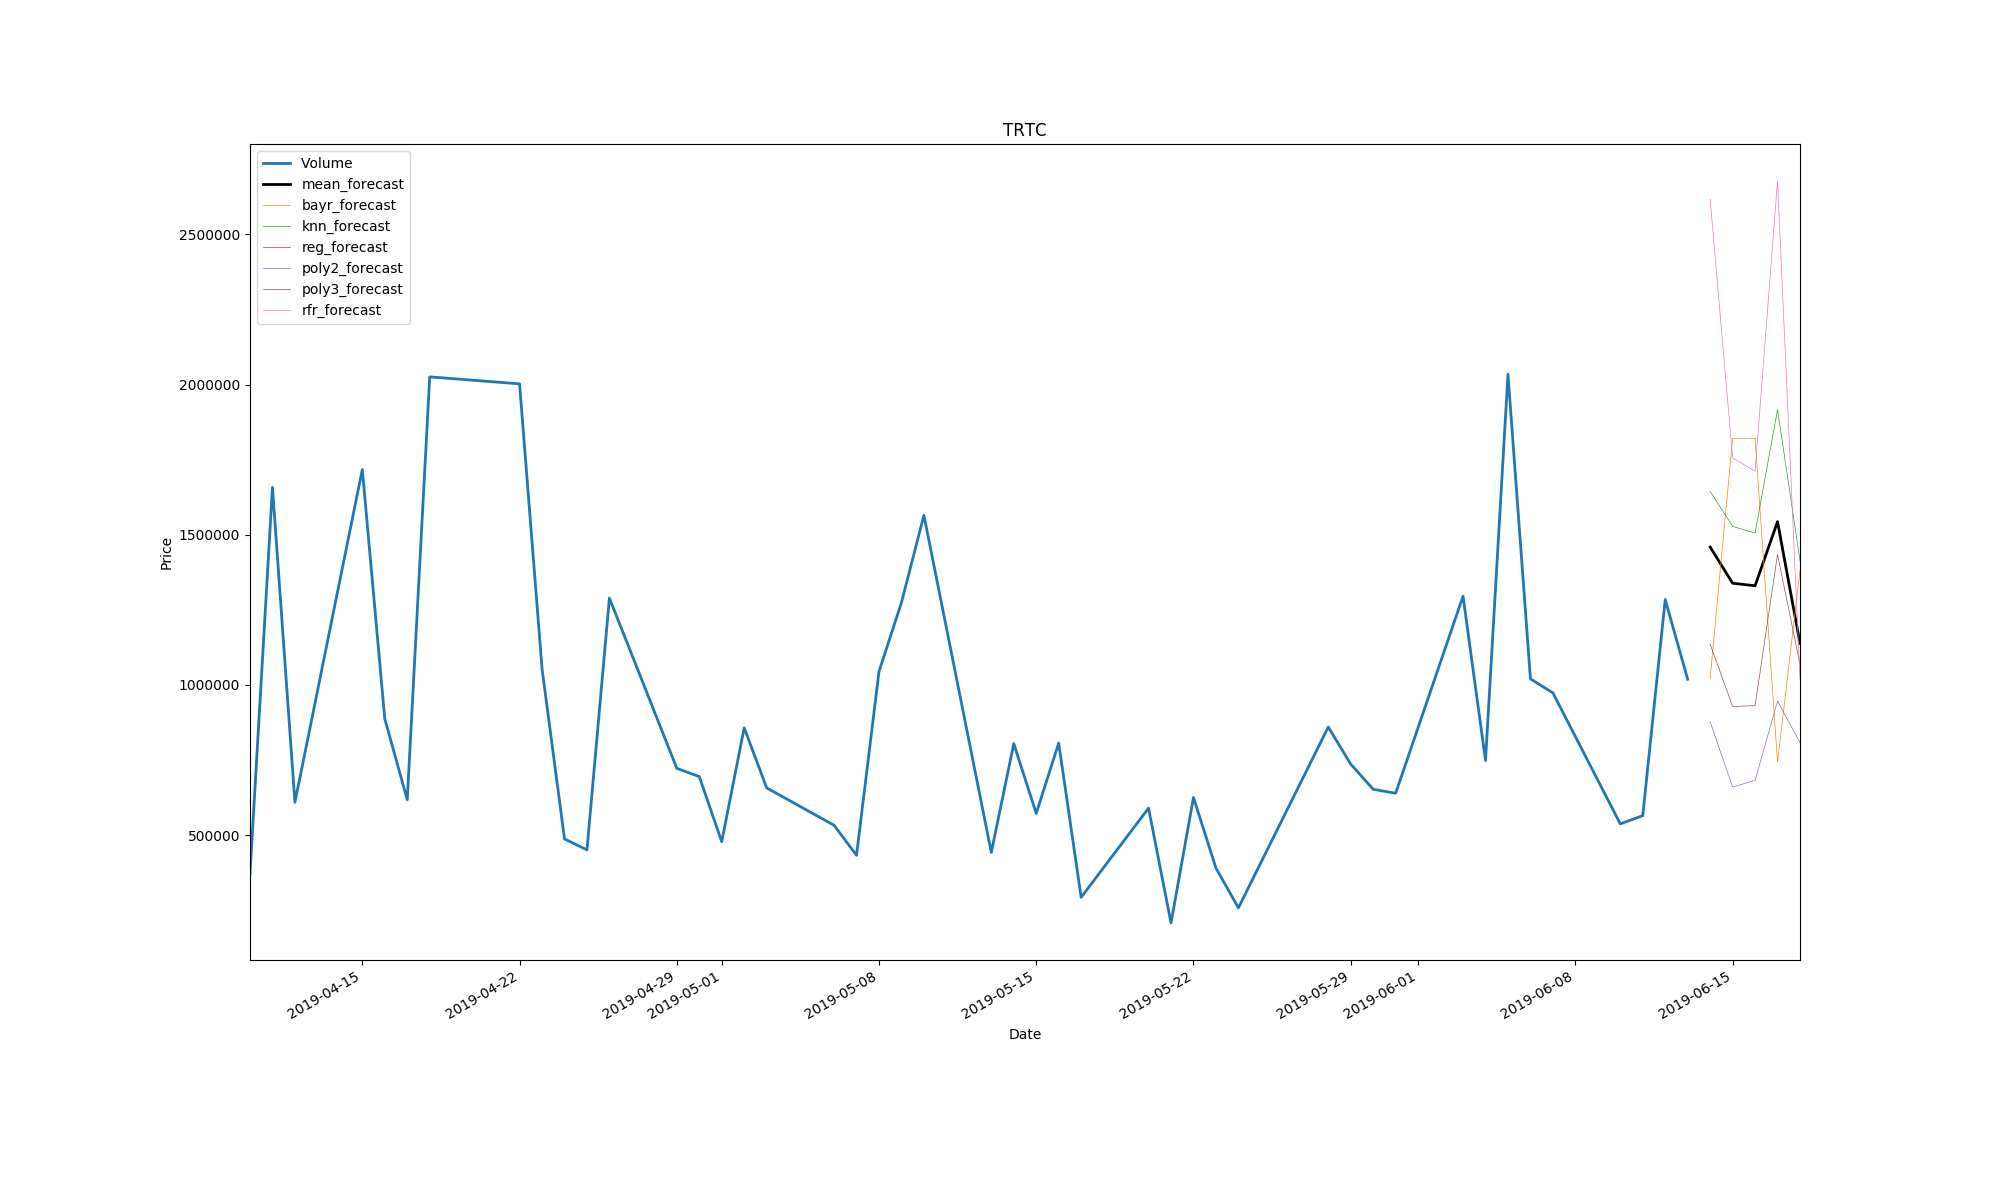 TRTC
Volume
mean_forecast
bayr_forecast
knn_forecast
reg_forecast
poly2_forecast
poly3_forecast
rfr_forecast
2500000
2000000
1500000
1000000
500000
Price
2019-04-15
2019-04-22
2019-04-29
2019-05-01
2019-05-08
2019-05-15
2019-05-22
2019-05-29
2019-06-01
2019-06-08
2019-06-15
Date